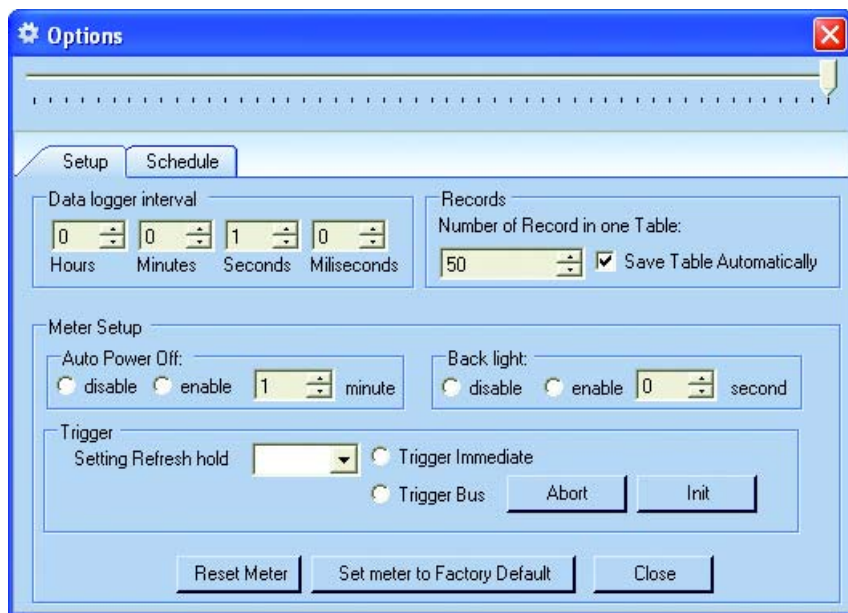 Options
Setup Schedule
Data logger interval
0 0 1 0
Hours Minutes Seconds Miliseconds
Records
Number of Record in one Table:
50 Save Table Automatically
Meter Setup
Auto Power Off:
disable enable 1 minute
Back light:
disable enable 0 second
Trigger
Setting Refresh hold
Trigger Immediate
Trigger Bus Abort Init
Reset Meter Set meter to Factory Default Close